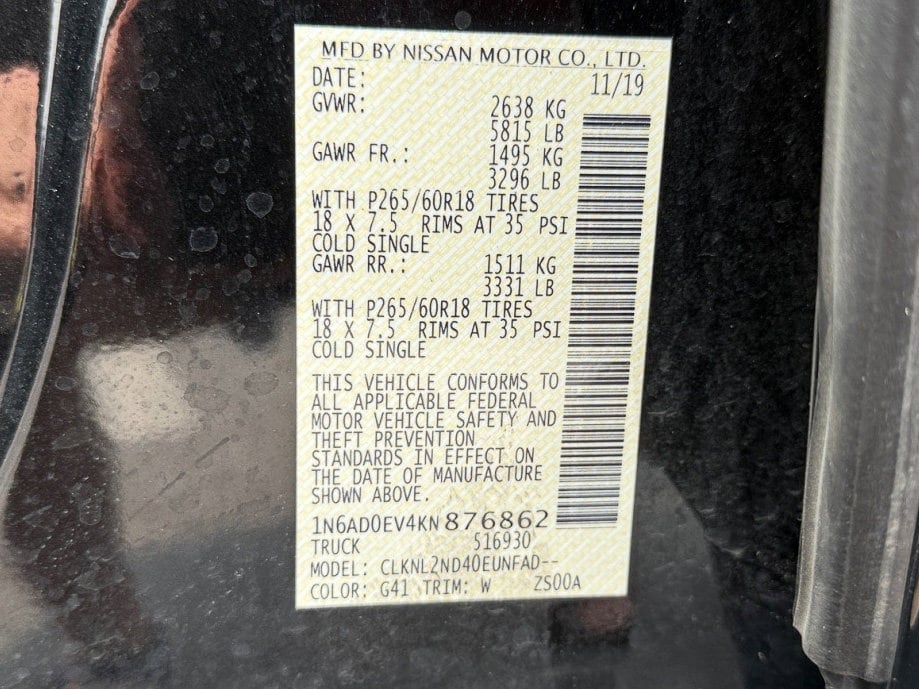 MFD BY NISSAN MOTOR CO., LTD.
DATE: 11/19
GVWR: 2638 KG
5815 LB
GAWR FR.: 1495 KG
3296 LB
WITH P265/60R18 TIRES
18 X 7.5 RIMS AT 35 PSI
COLD SINGLE
GAWR RR.: 1511 KG
3331 LB
WITH P265/60R18 TIRES
18 X 7.5 RIMS AT 35 PSI
COLD SINGLE
THIS VEHICLE CONFORMS TO
ALL APPLICABLE FEDERAL
MOTOR VEHICLE SAFETY AND
THEFT PREVENTION
STANDARDS IN EFFECT ON
THE DATE OF MANUFACTURE
SHOWN ABOVE.
1N6AD0EV4KN876862
TRUCK 516930
MODEL: CLKNL2ND40EUNFAD--
COLOR: G41 TRIM: W ZS00A